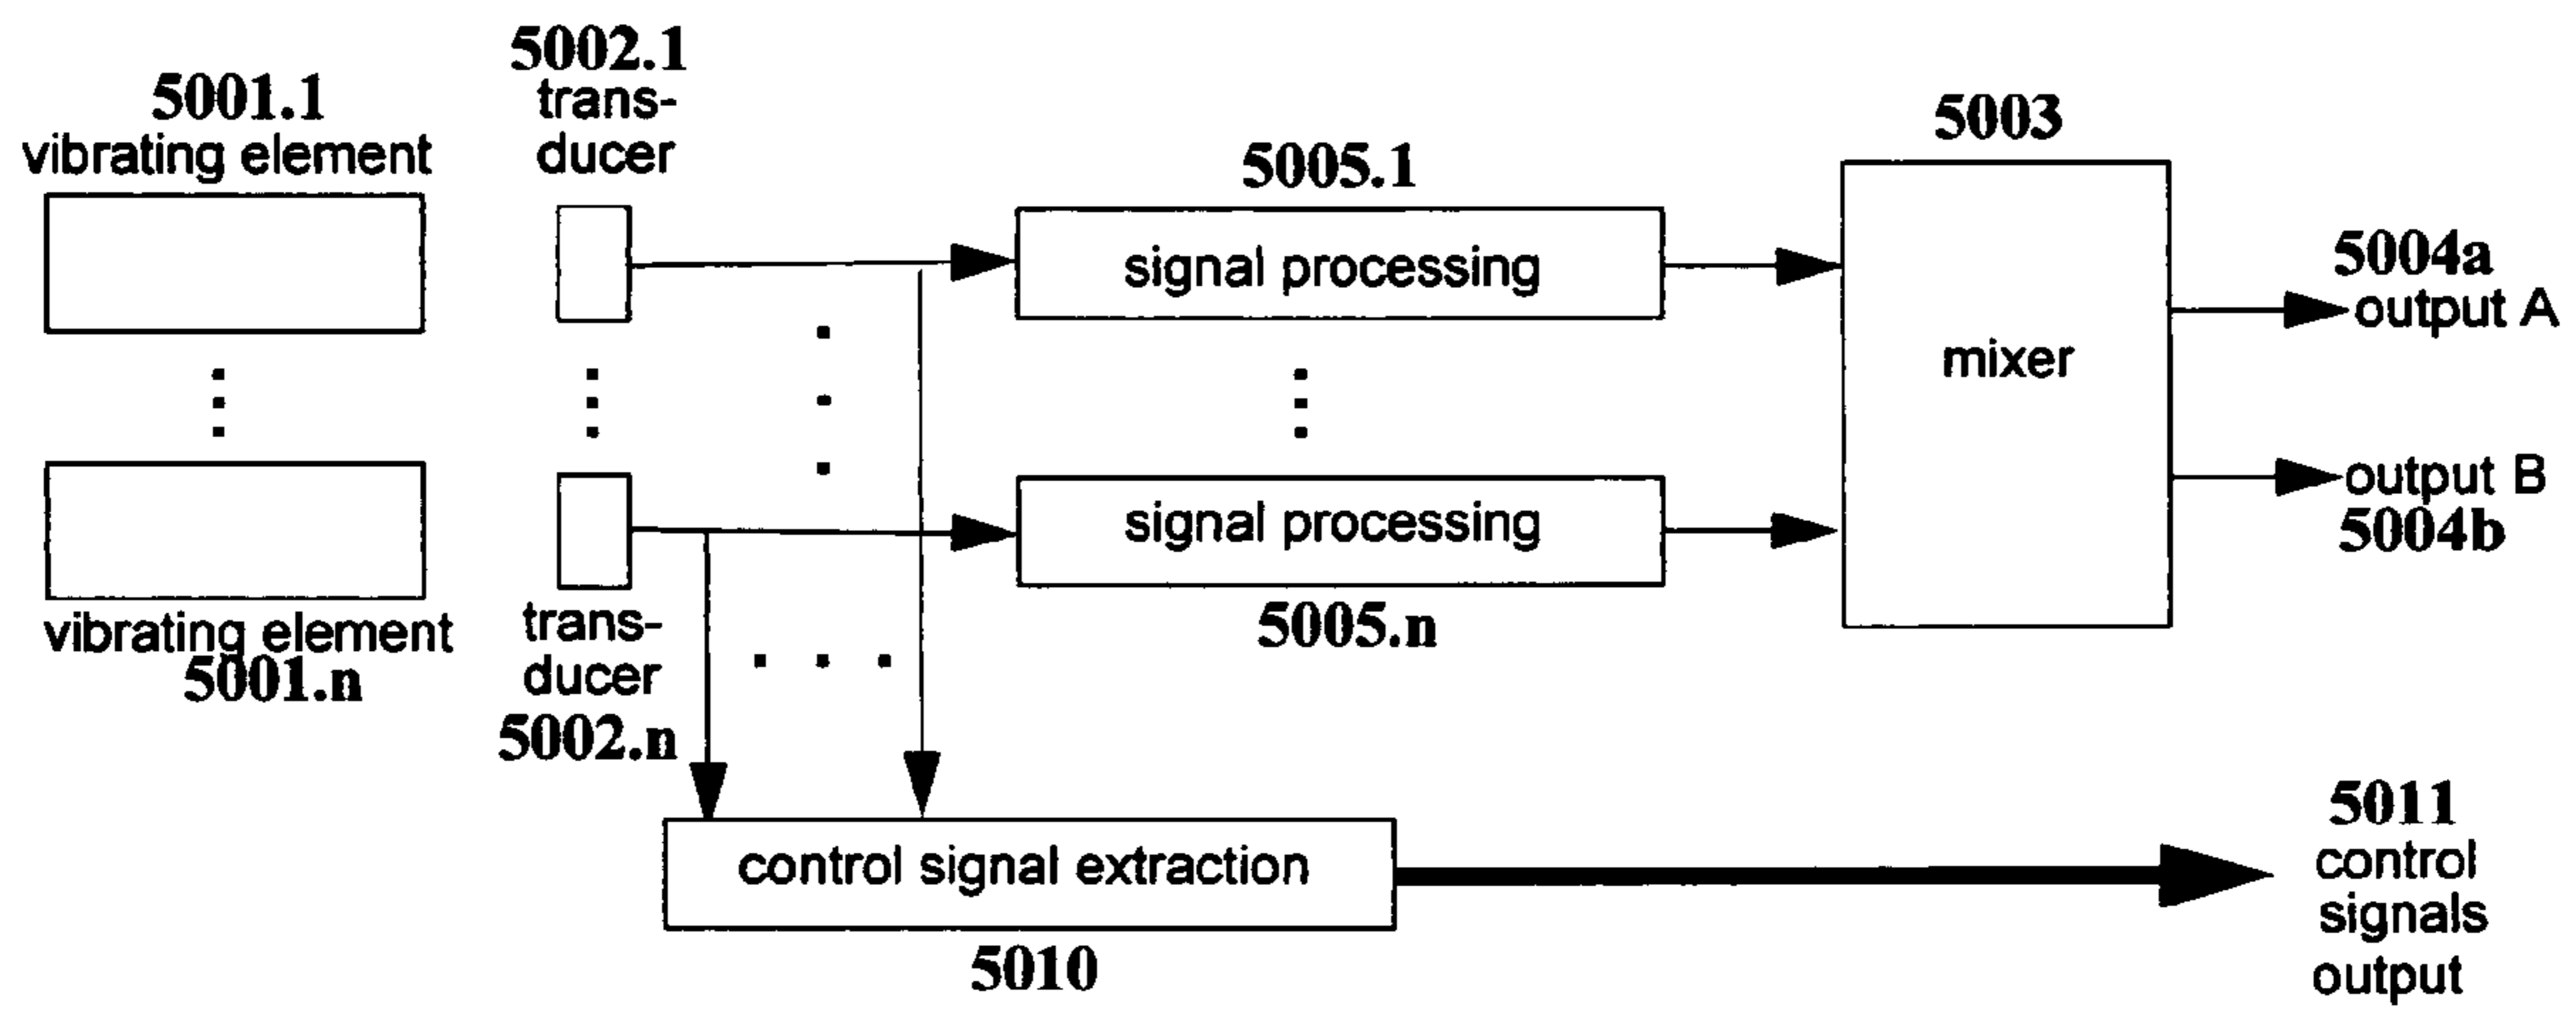 5001.1
vibrating element
5002.1
trans-
ducer
5005.1
signal processing
5003
mixer
5004a
output A
output B
5004b
signal processing
5005.n
vibrating element
5001.n
trans-
ducer
5002.n
control signal extraction
5010
5011
control
signals
output